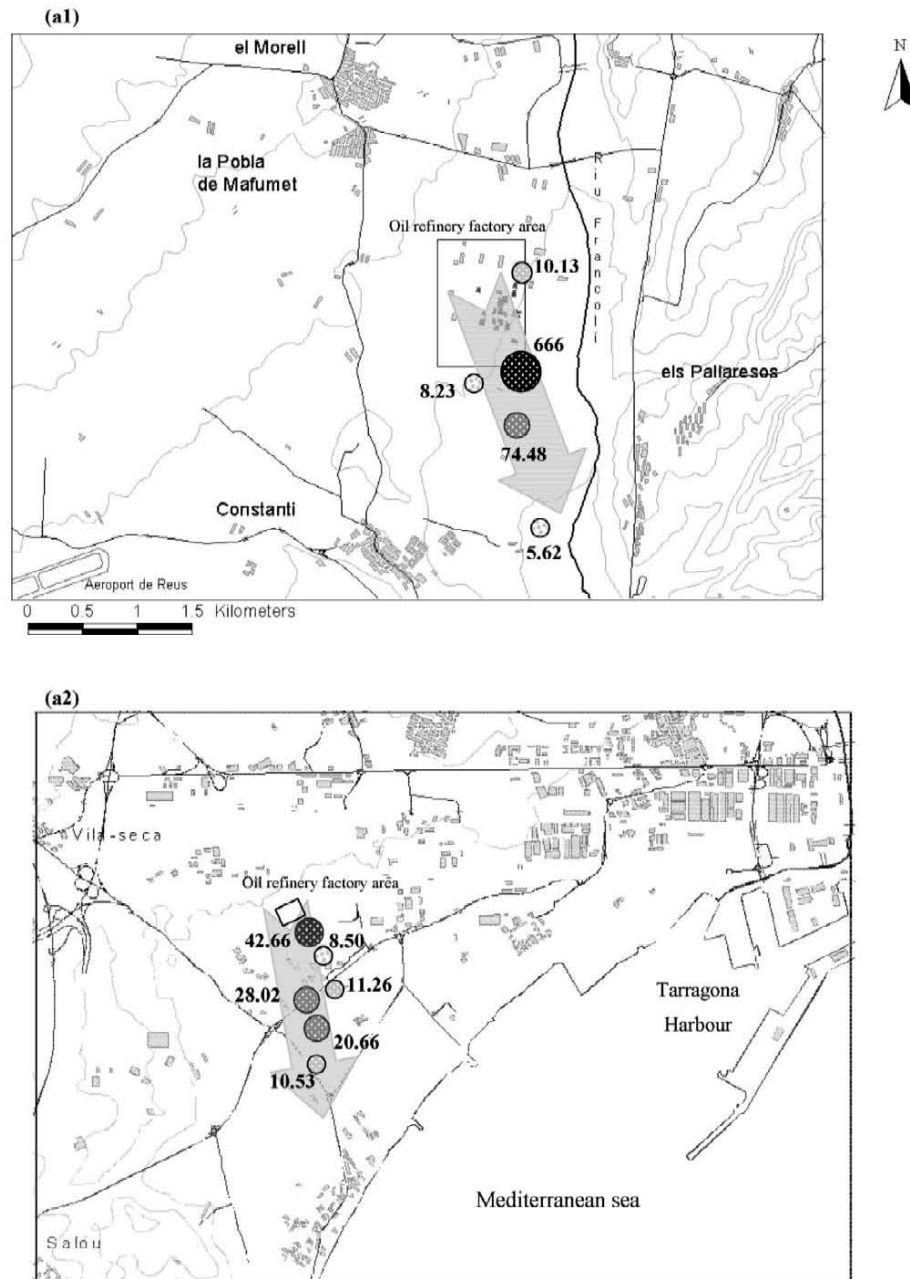 (a1)
N
el Morell
la Pobla
de Mafumet
Riu Francolí
Oil refinery factory area
10.13
666
8.23
els Pallaresos
74.48
Constanti
5.62
Aeroport de Reus
0 0.5 1 1.5 Kilometers
(a2)
Vila-seca
Oil refinery factory area
42.66 8.50
11.26
28.02
Tarragona
Harbour
20.66
10.53
Mediterranean sea
Salou